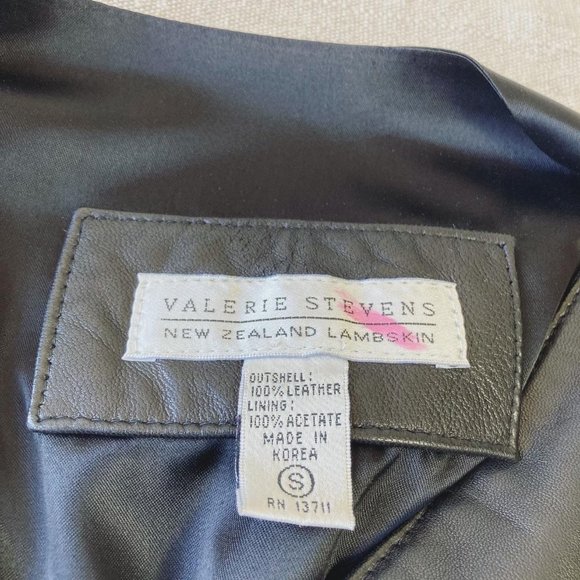 VALERIE STEVENS
NEW ZEALAND LAMBSKIN
OUTSHELL:
100% LEATHER
LINING:
100% ACETATE
MADE IN
KOREA
S
RN 13711